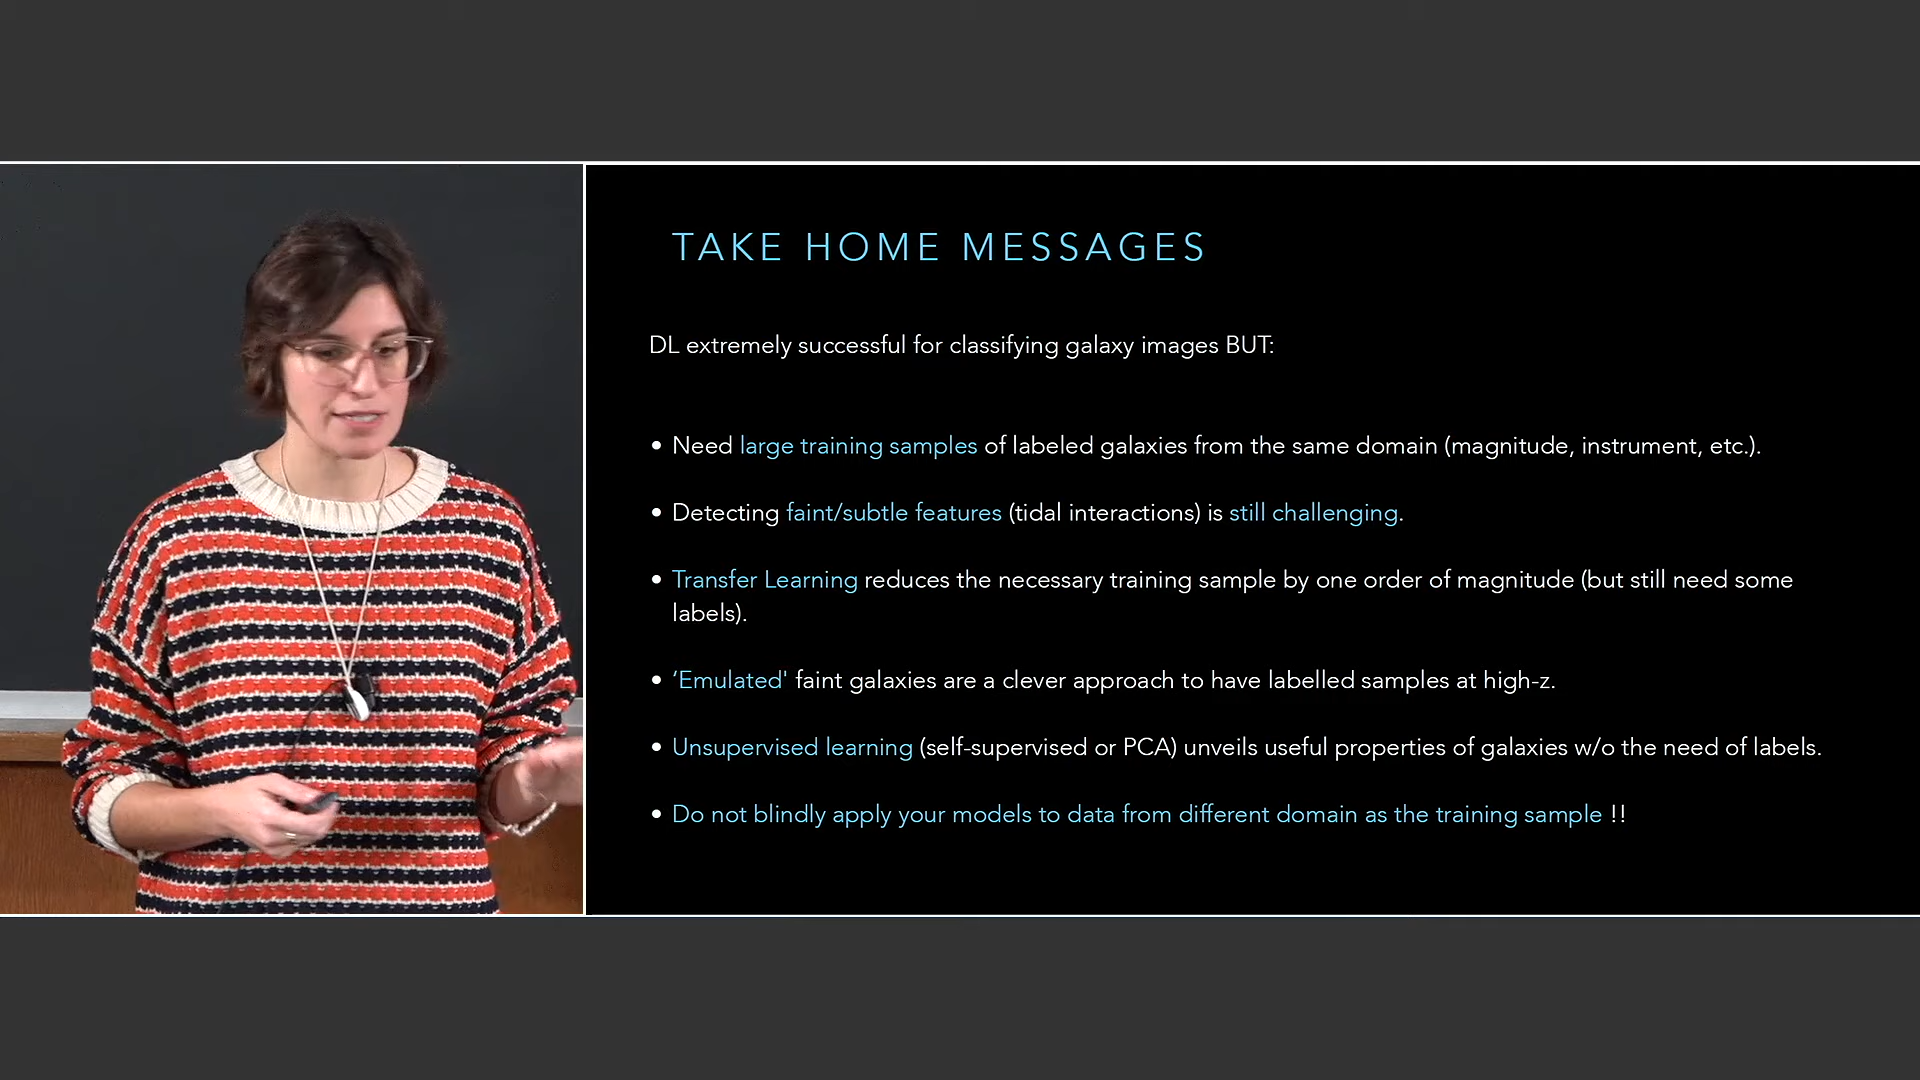 TAKE HOME MESSAGES
DL extremely successful for classifying galaxy images BUT:
• Need large training samples of labeled galaxies from the same domain (magnitude, instrument, etc.).
• Detecting faint/subtle features (tidal interactions) is still challenging.
• Transfer Learning reduces the necessary training sample by one order of magnitude (but still need some
labels).
• ‘Emulated' faint galaxies are a clever approach to have labelled samples at high-z.
• Unsupervised learning (self-supervised or PCA) unveils useful properties of galaxies w/o the need of labels.
• Do not blindly apply your models to data from different domain as the training sample !!